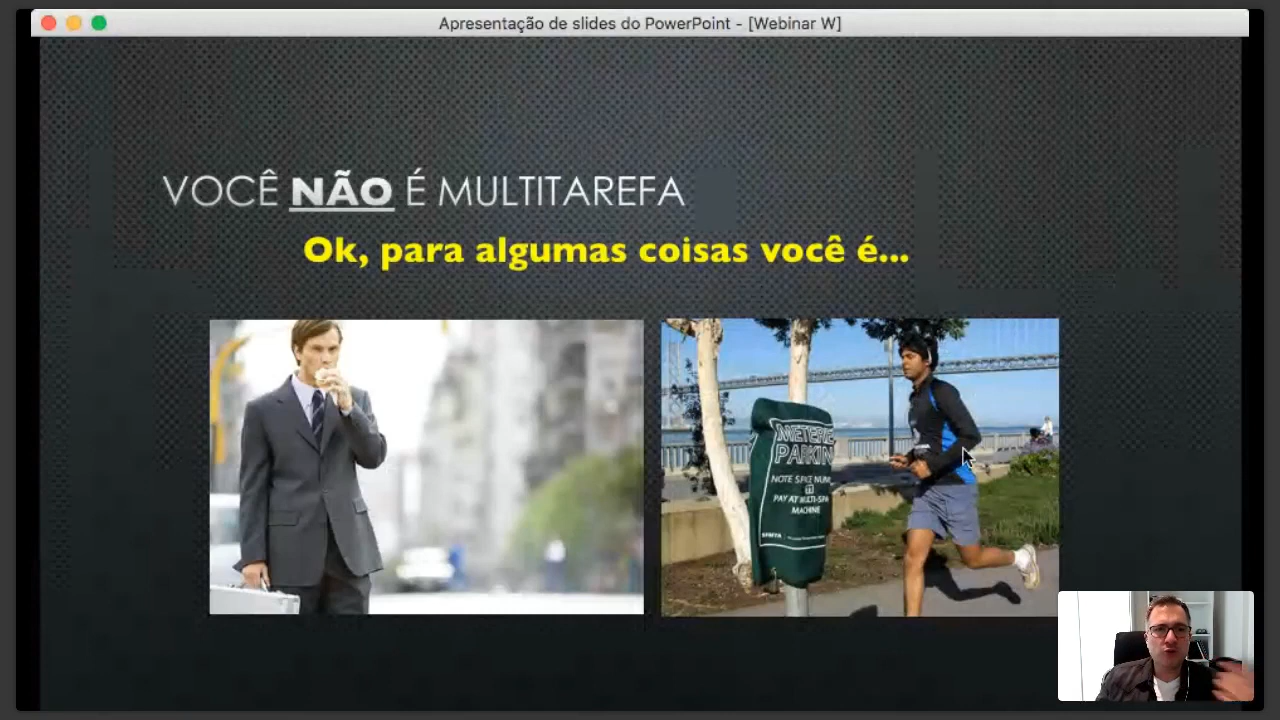 Apresentação de slides do PowerPoint - [Webinar W]
VOCÊ NÃO É MULTITAREFA
Ok, para algumas coisas você é...
METERE
PARKIN
NOTE SPACE NUM
PAY AT MULTI-SPA
MACHINE
SFMTA